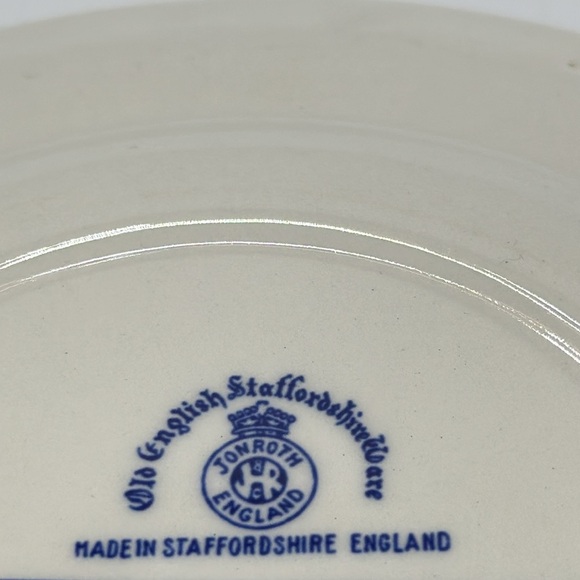 Old English Staffordshire Ware
JONROTH
ENGLAND
MADE IN STAFFORDSHIRE ENGLAND